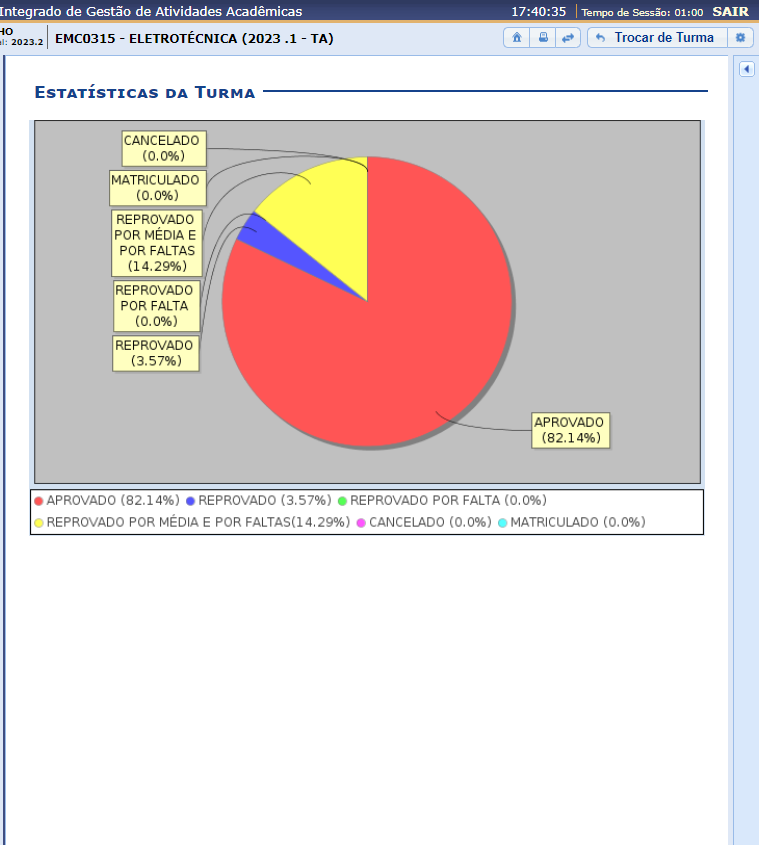 Integrado de Gestão de Atividades Acadêmicas 17:40:35 Tempo de Sessão: 01:00 SAIR
HO
el: 2023.2 EMC0315 - ELETROTÉCNICA (2023 .1 - TA) Trocar de Turma
Estatísticas da Turma
CANCELADO
(0.0%)
MATRICULADO
(0.0%)
REPROVADO
POR MÉDIA E
POR FALTAS
(14.29%)
REPROVADO
POR FALTA
(0.0%)
REPROVADO
(3.57%)
APROVADO
(82.14%)
APROVADO (82.14%) REPROVADO (3.57%) REPROVADO POR FALTA (0.0%)
REPROVADO POR MÉDIA E POR FALTAS(14.29%) CANCELADO (0.0%) MATRICULADO (0.0%)